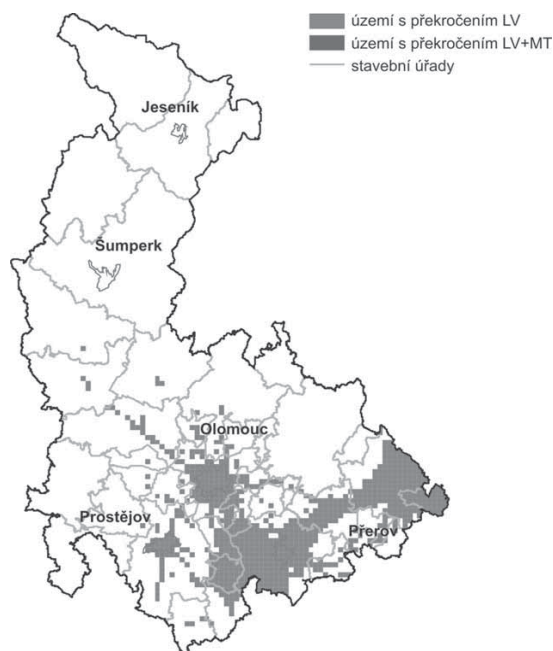 území s překročením LV
území s překročením LV+MT
stavební úřady
Jeseník
Šumperk
Olomouc
Prostějov
Přerov